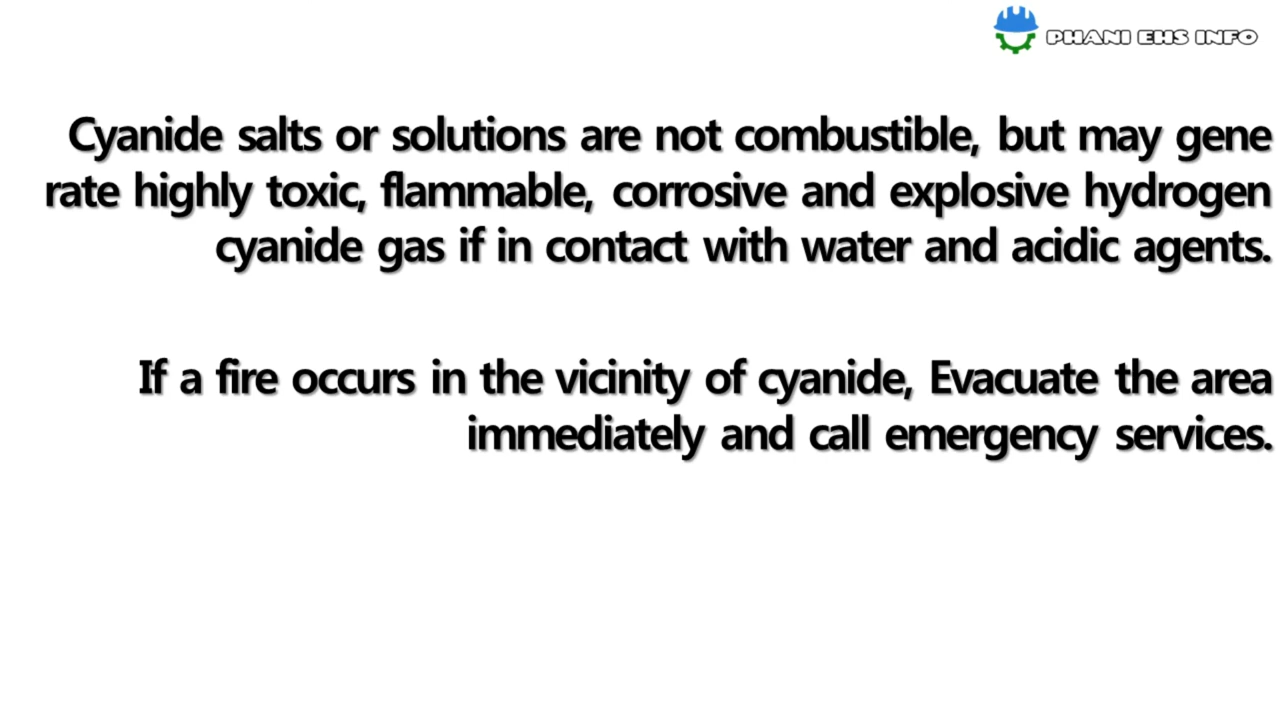 PHANI EHS INFO
Cyanide salts or solutions are not combustible, but may gene
rate highly toxic, flammable, corrosive and explosive hydrogen
cyanide gas if in contact with water and acidic agents.
If a fire occurs in the vicinity of cyanide, Evacuate the area
immediately and call emergency services.